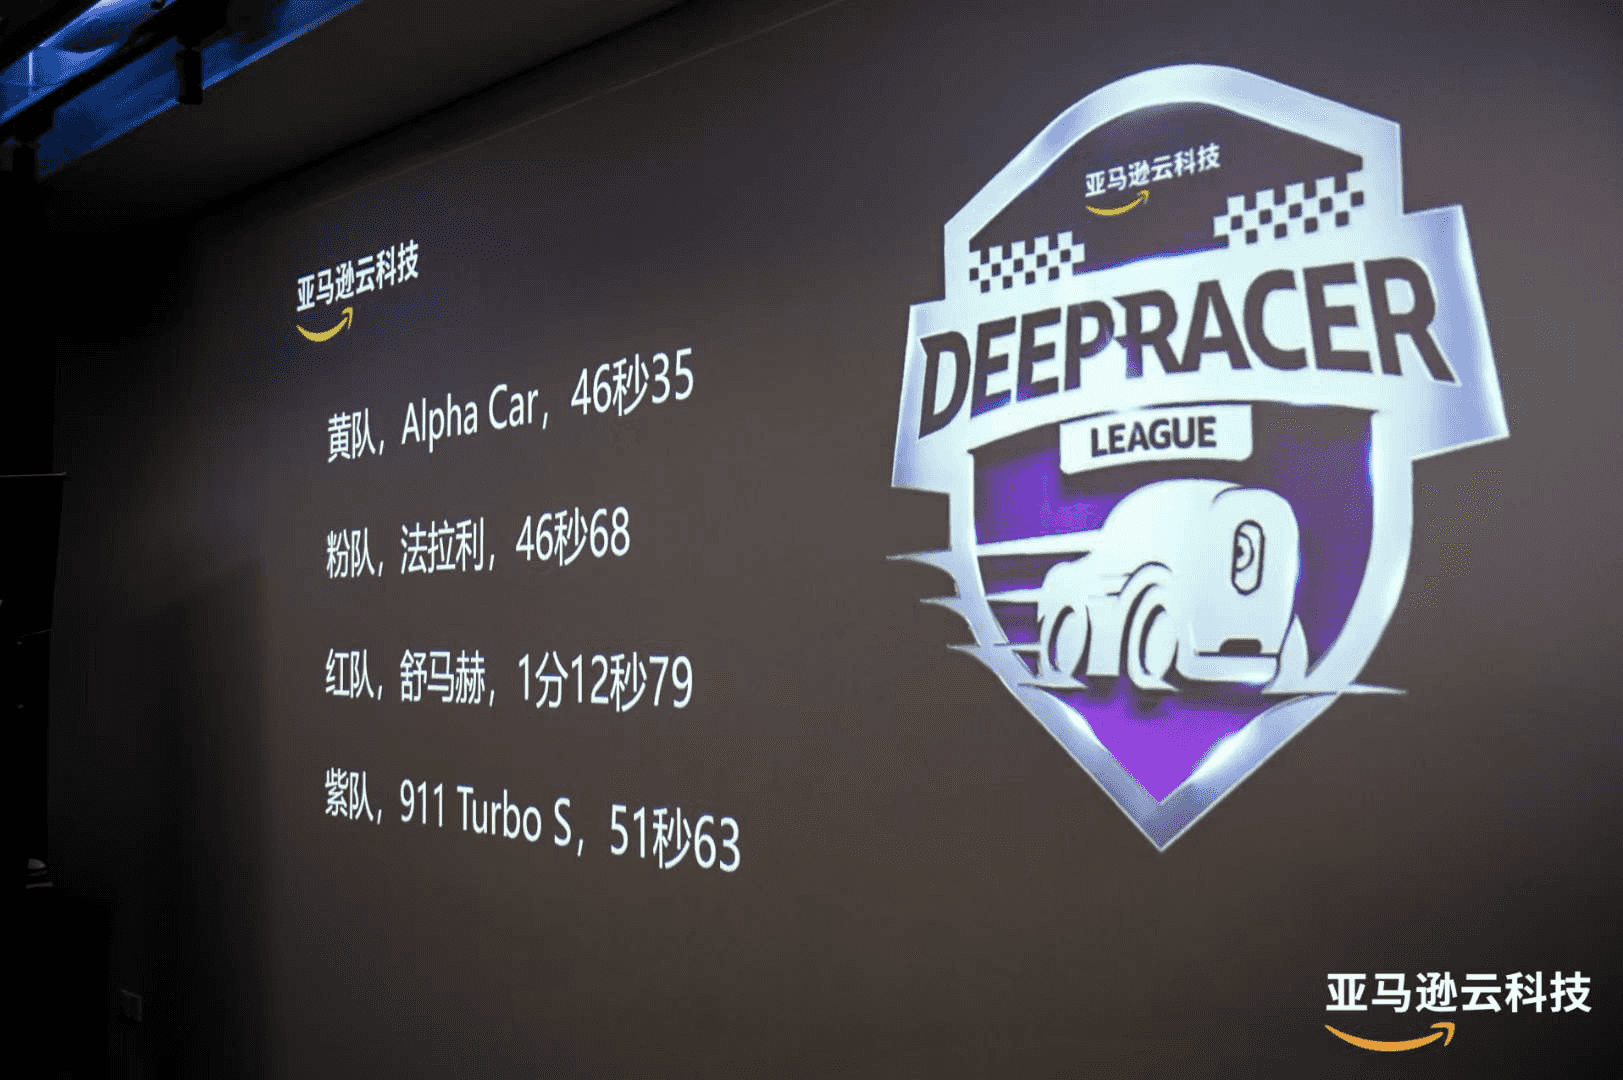 亚马逊云科技
黄队，Alpha Car，46秒35
粉队，法拉利，46秒68
红队，舒马赫，1分12秒79
紫队，911 Turbo S，51秒63
亚马逊云科技
DEEPRACER
LEAGUE
亚马逊云科技